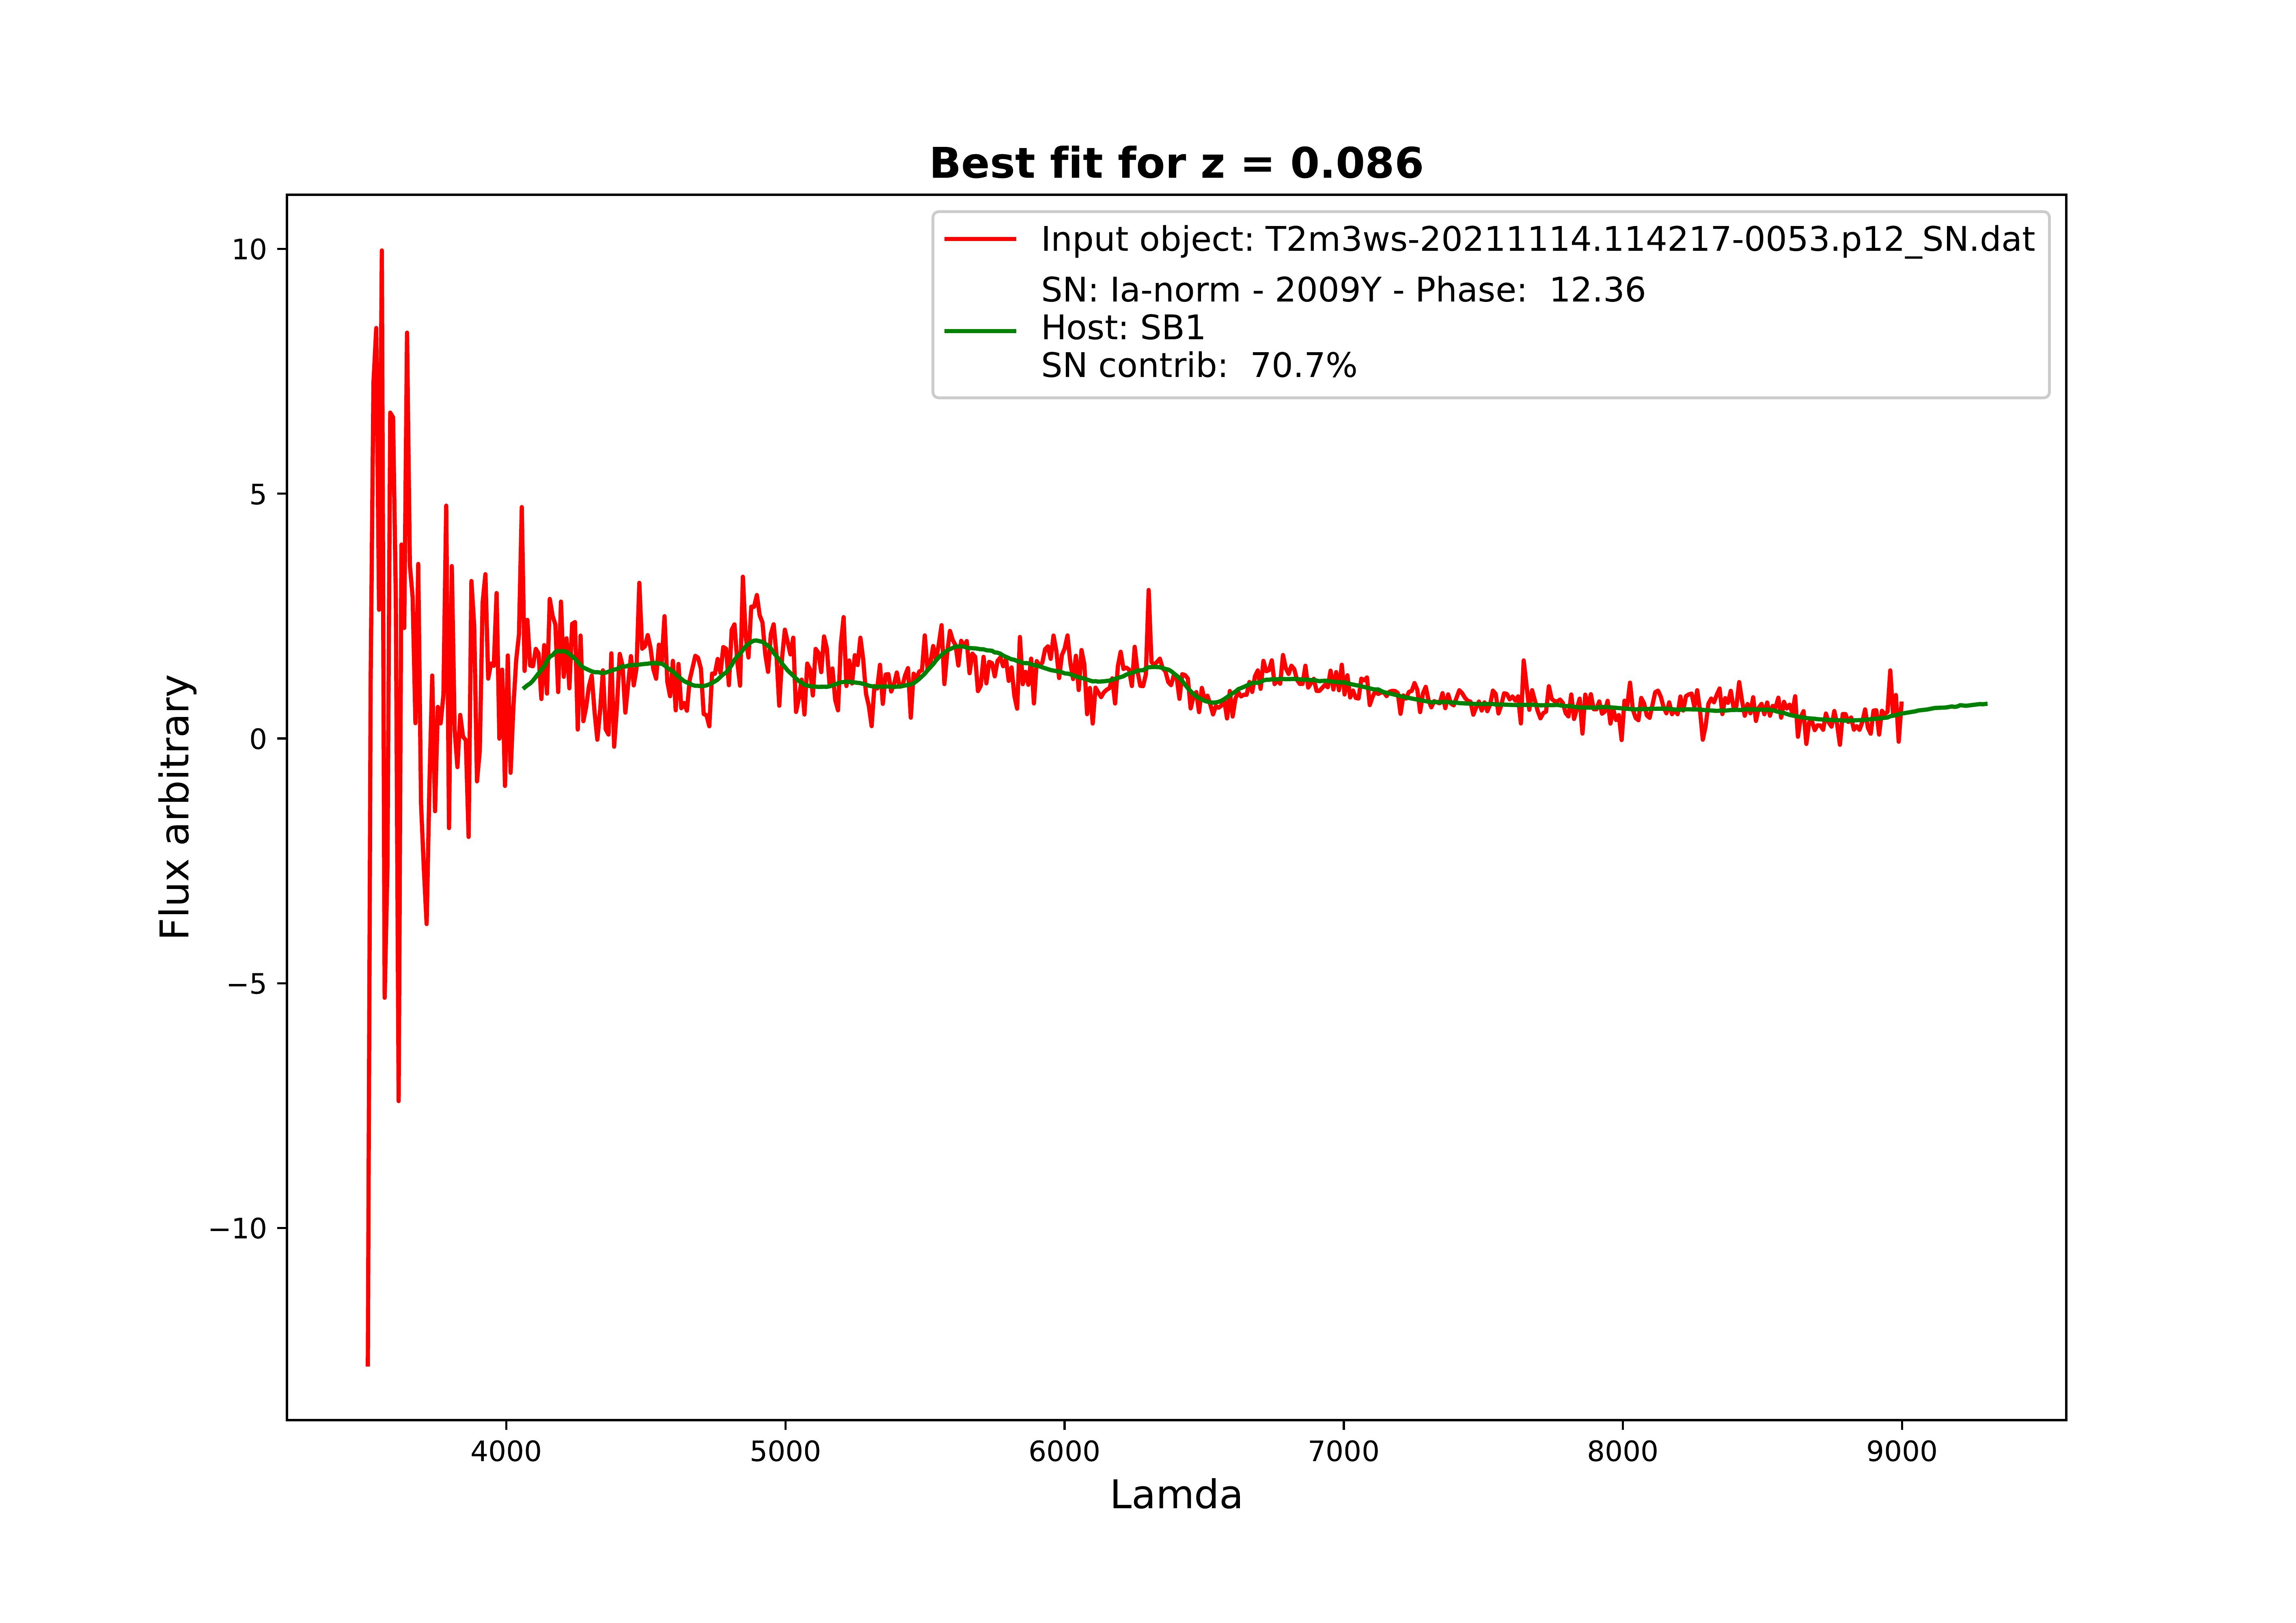 Best fit for z = 0.086
Input object: T2m3ws-20211114.114217-0053.p12_SN.dat
SN: Ia-norm - 2009Y - Phase:  12.36
Host: SB1
SN contrib:  70.7%
10
5
0
−5
−10
Flux arbitrary
4000 5000 6000 7000 8000 9000
Lamda